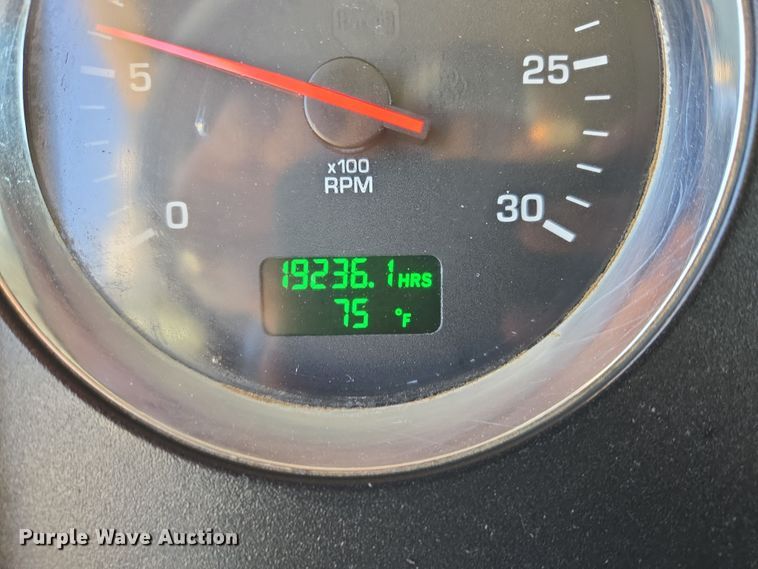 5
25
x100
RPM
0
30
19236.1 HRS
75 °F
Purple Wave Auction